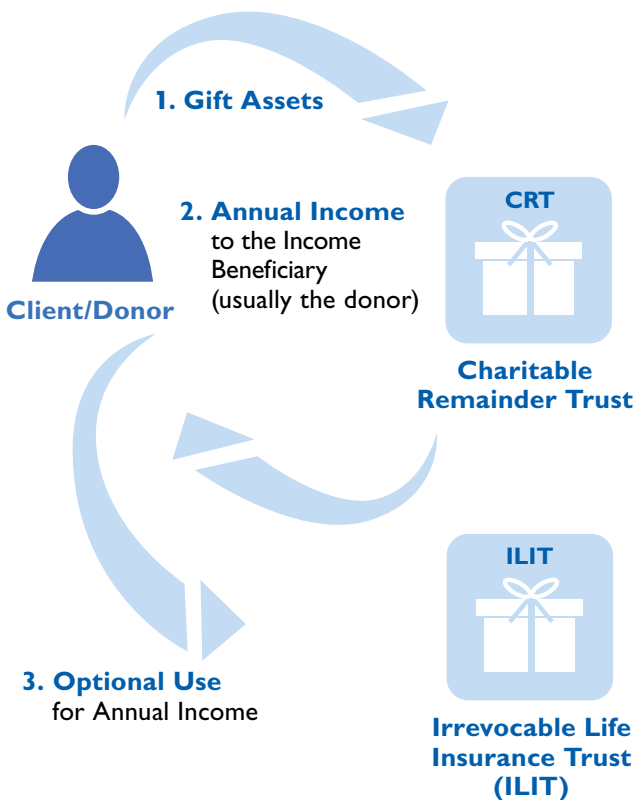 1. Gift Assets
CRT
2. Annual Income
to the Income
Beneficiary
(usually the donor)
Client/Donor
Charitable
Remainder Trust
ILIT
3. Optional Use
for Annual Income
Irrevocable Life
Insurance Trust
(ILIT)